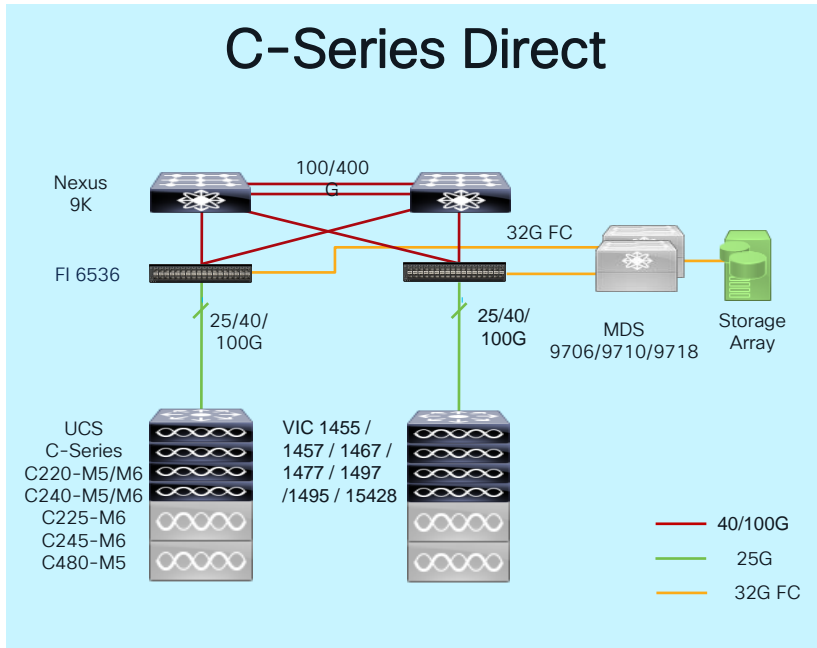 C-Series Direct
100/400
G
Nexus
9K
32G FC
FI 6536
25/40/
100G
25/40/
100G
MDS
9706/9710/9718
Storage
Array
UCS
C-Series
C220-M5/M6
C240-M5/M6
C225-M6
C245-M6
C480-M5
VIC 1455 /
1457 / 1467 /
1477 / 1497
/1495 / 15428
40/100G
25G
32G FC